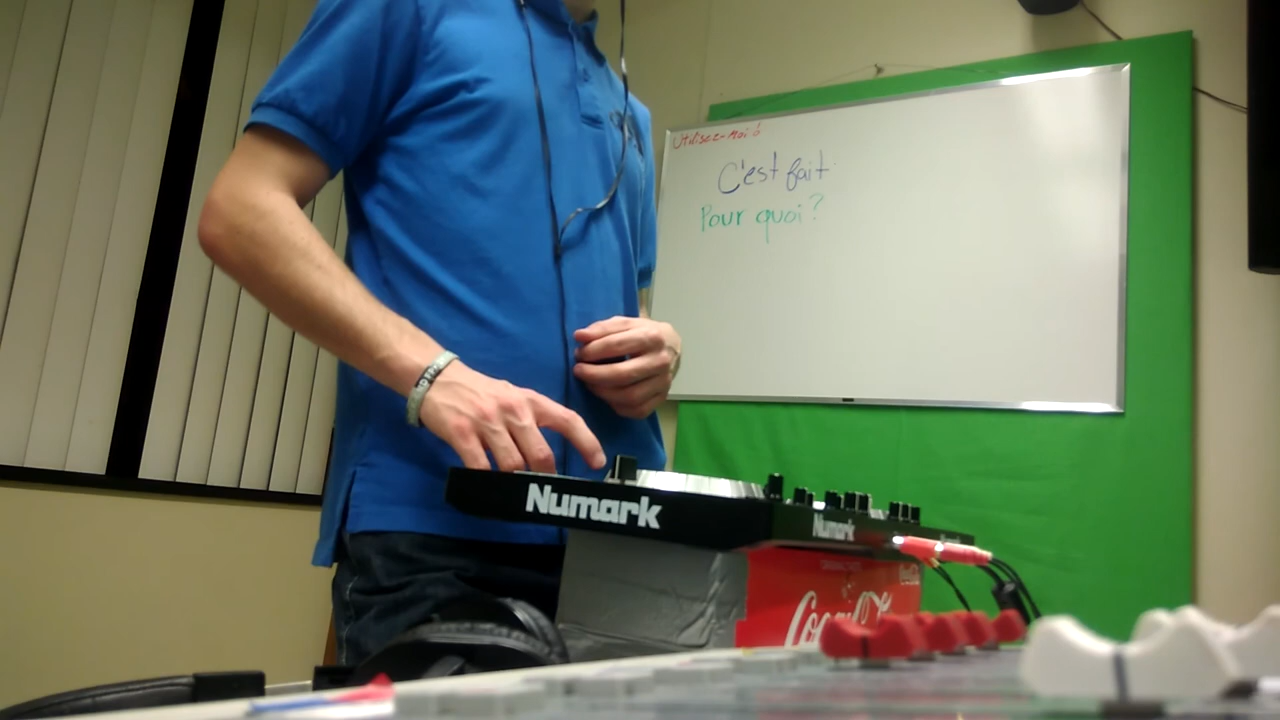 Utilisez-moi ô
C'est fait
Pour quoi?
Numark
Numark
Coca-Cola